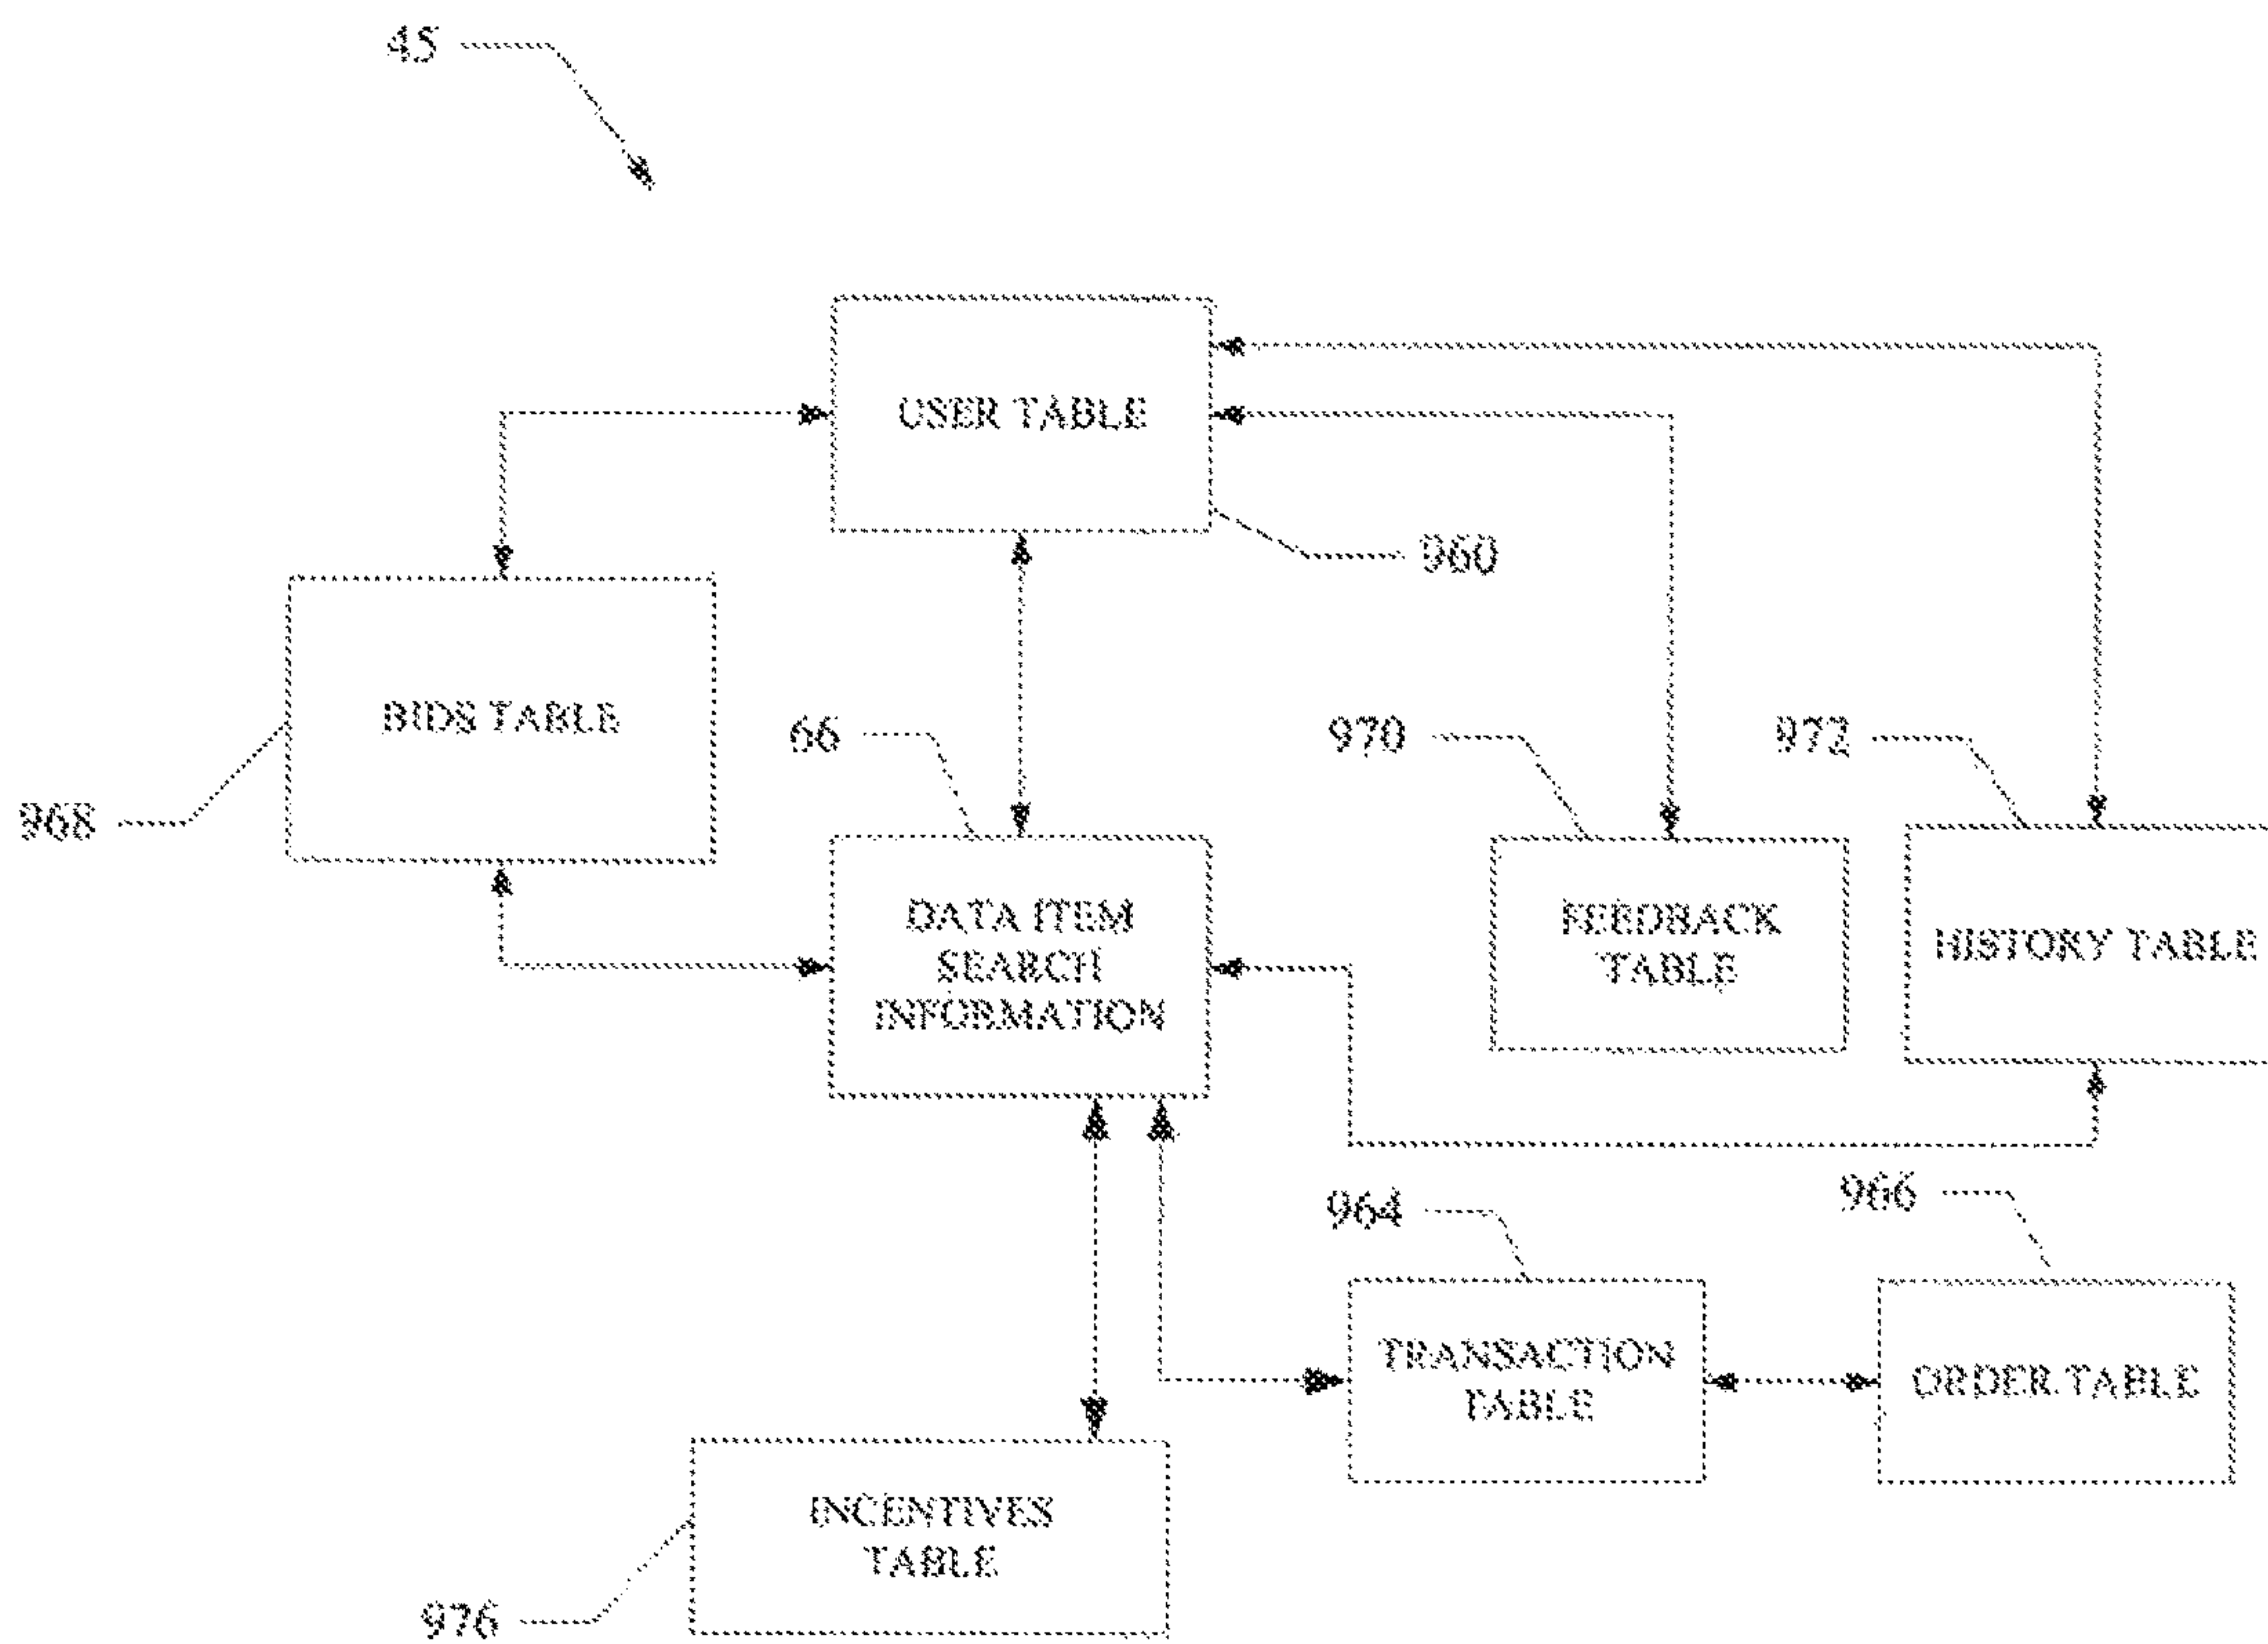 45
USER TABLE
960
BIDS TABLE
968
66
970
972
DATA ITEM
SEARCH
INFORMATION
FEEDBACK
TABLE
HISTORY TABLE
964
966
TRANSACTION
TABLE
ORDER TABLE
INCENTIVES
TABLE
976